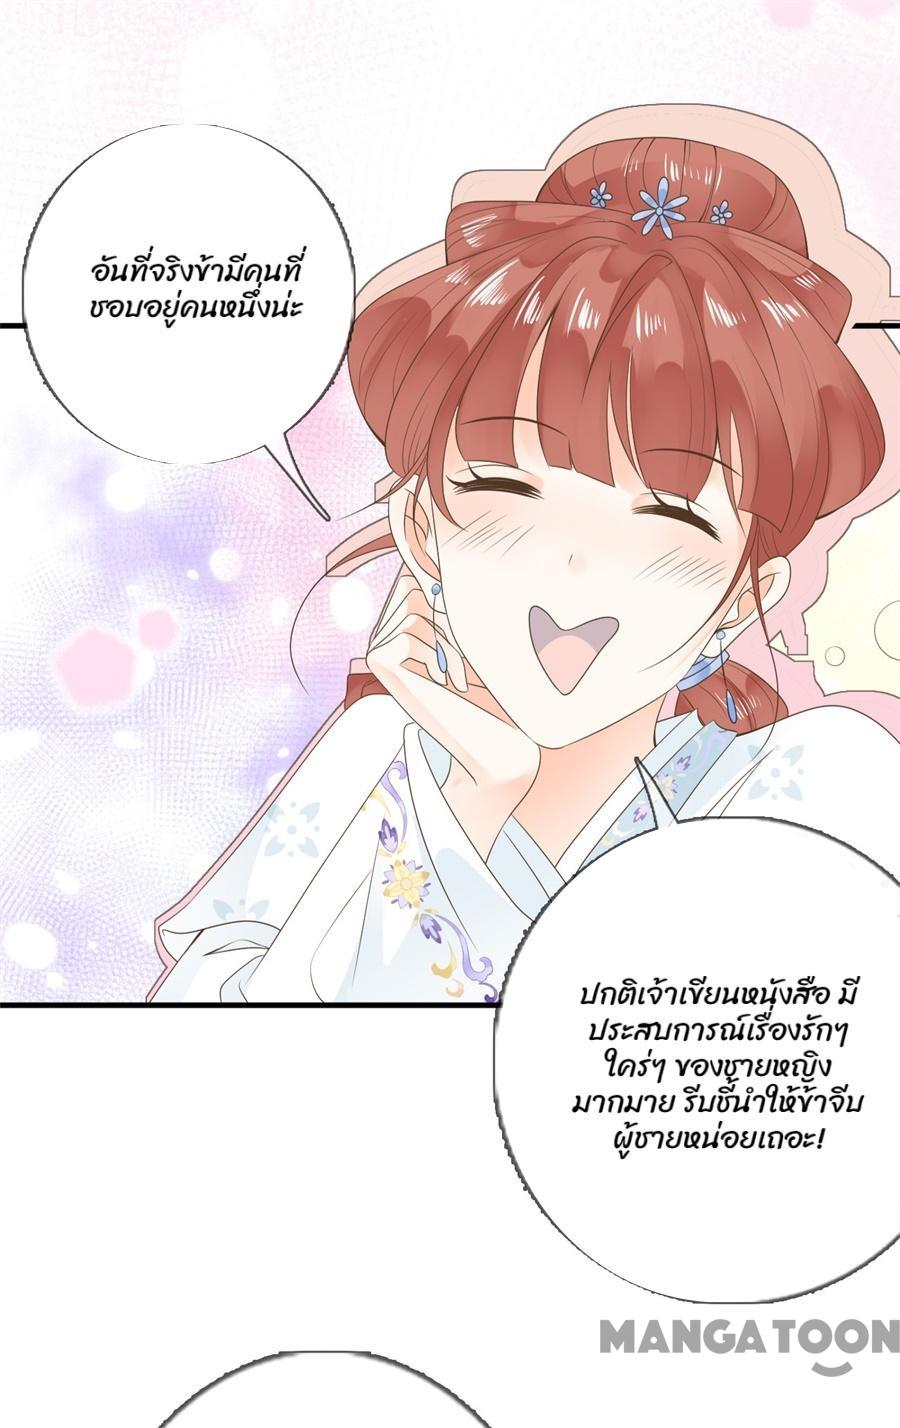 อันที่จริงข้ามีคนที่
ชอบอยู่คนหนึ่งน่ะ
ปกติเจ้าเขียนหนังสือ มี
ประสบการณ์เรื่องรักๆ
ใคร่ๆ ของชายหญิง
มากมาย รีบชี้นำให้ข้าจีบ
ผู้ชายหน่อยเถอะ!
MANGATOON